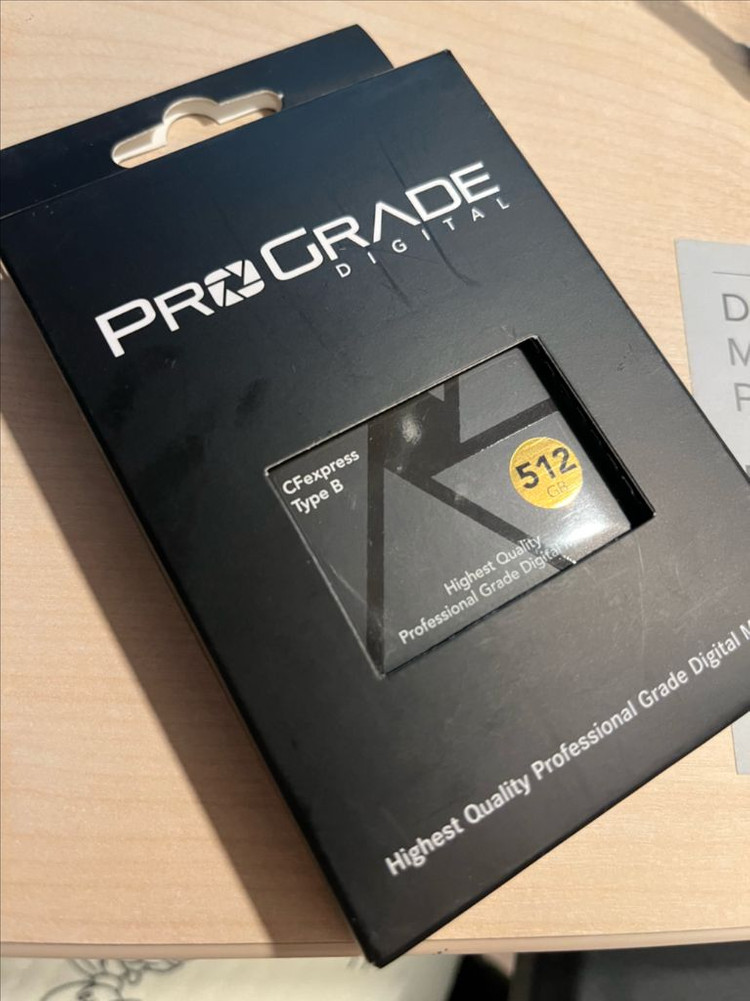 PROGRADE
DIGITAL
CFexpress
Type B
512
GB
Highest Quality
Professional Grade Digital
Highest Quality Professional Grade Digital M
D
M
P